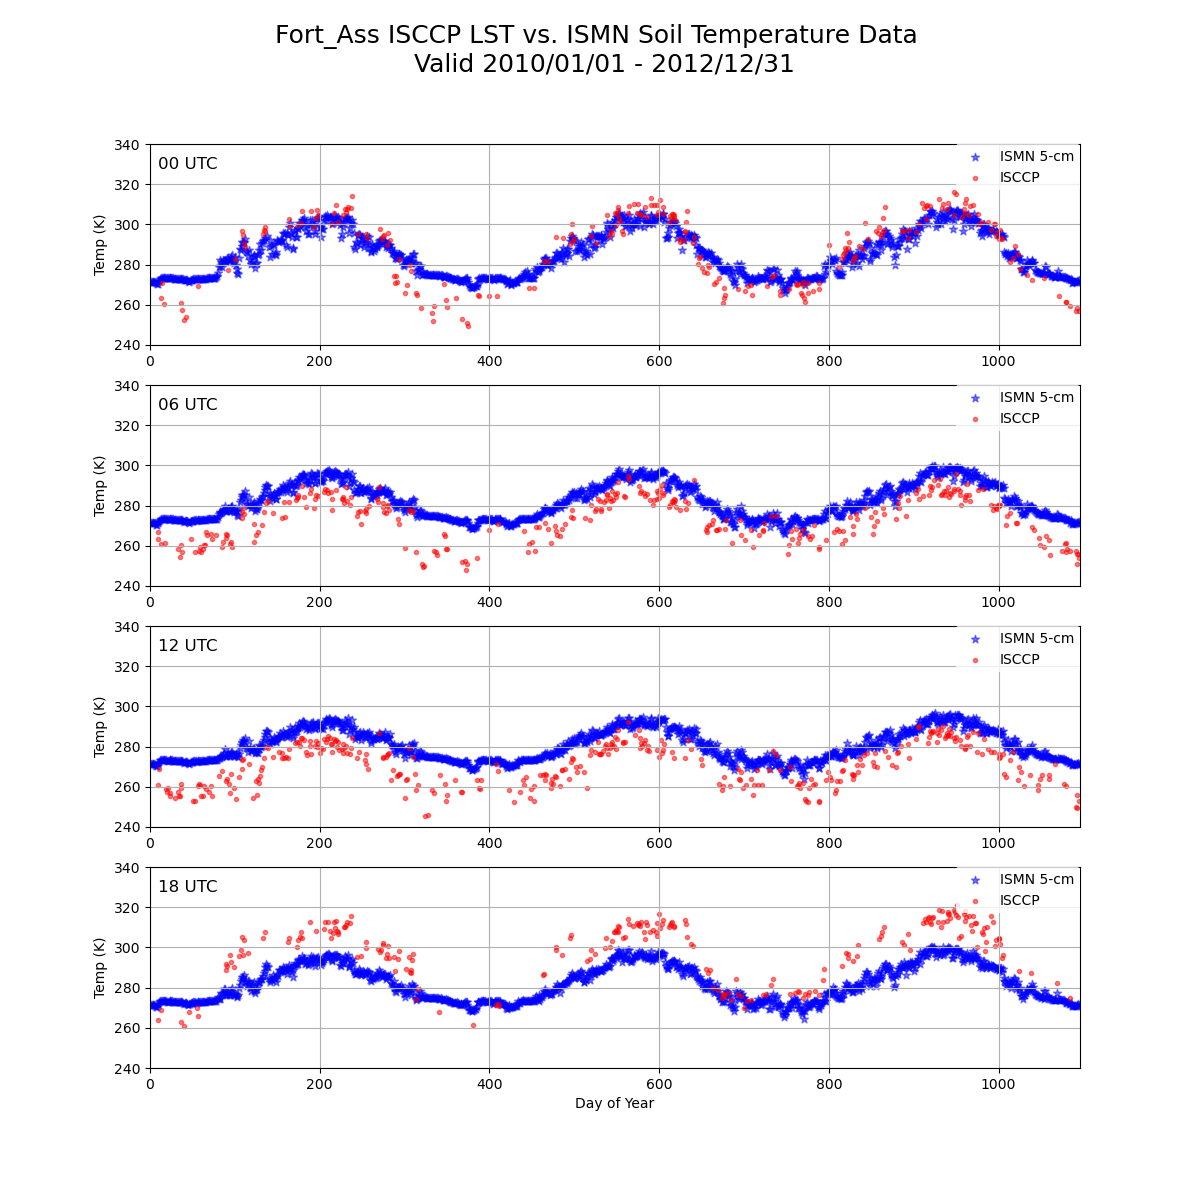 Fort_Ass ISCCP LST vs. ISMN Soil Temperature Data
Valid 2010/01/01 - 2012/12/31
340
320
300
280
260
240
Temp (K)
00 UTC
ISMN 5-cm
ISCCP
0 200 400 600 800 1000
340
320
300
280
260
240
Temp (K)
06 UTC
ISMN 5-cm
ISCCP
0 200 400 600 800 1000
340
320
300
280
260
240
Temp (K)
12 UTC
ISMN 5-cm
ISCCP
0 200 400 600 800 1000
340
320
300
280
260
240
Temp (K)
18 UTC
ISMN 5-cm
ISCCP
0 200 400 600 800 1000
Day of Year